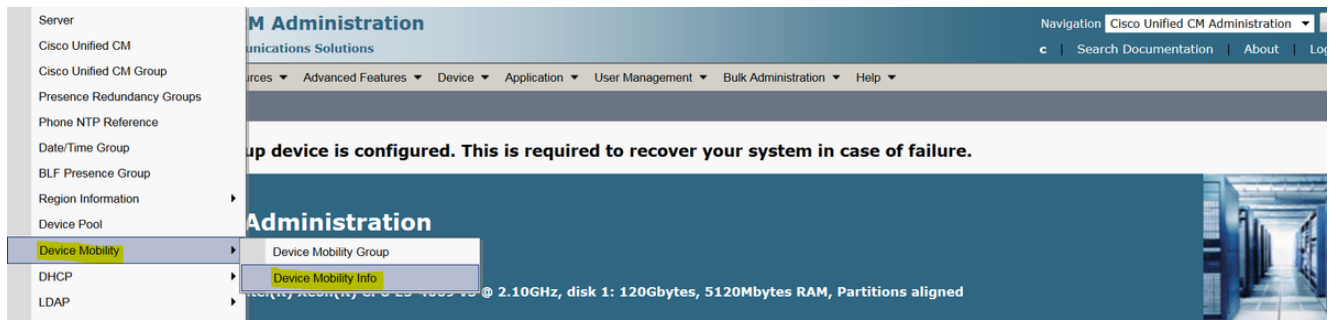 Server
M Administration
Navigation Cisco Unified CM Administration
Cisco Unified CM
unications Solutions
c | Search Documentation | About | Log
Cisco Unified CM Group
urces Advanced Features Device Application User Management Bulk Administration Help
Presence Redundancy Groups
Phone NTP Reference
Date/Time Group
up device is configured. This is required to recover your system in case of failure.
BLF Presence Group
Region Information
Device Pool
Administration
Device Mobility
Device Mobility Group
DHCP
Device Mobility Info
LDAP
@ 2.10GHz, disk 1: 120Gbytes, 5120Mbytes RAM, Partitions aligned